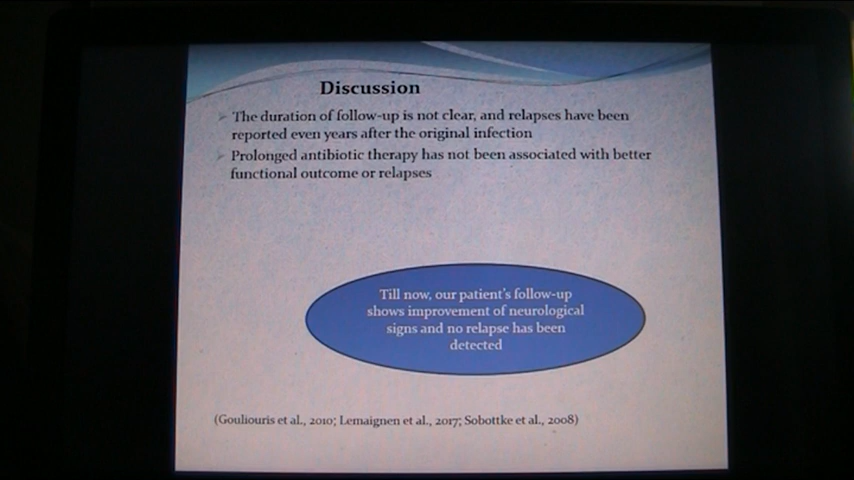 Discussion
The duration of follow-up is not clear, and relapses have been
reported even years after the original infection
Prolonged antibiotic therapy has not been associated with better
functional outcome or relapses
Till now, our patient's follow-up
shows improvement of neurological
signs and no relapse has been
detected
(Gouliouris et al., 2010; Lemaignen et al., 2017; Sobottke et al., 2008)